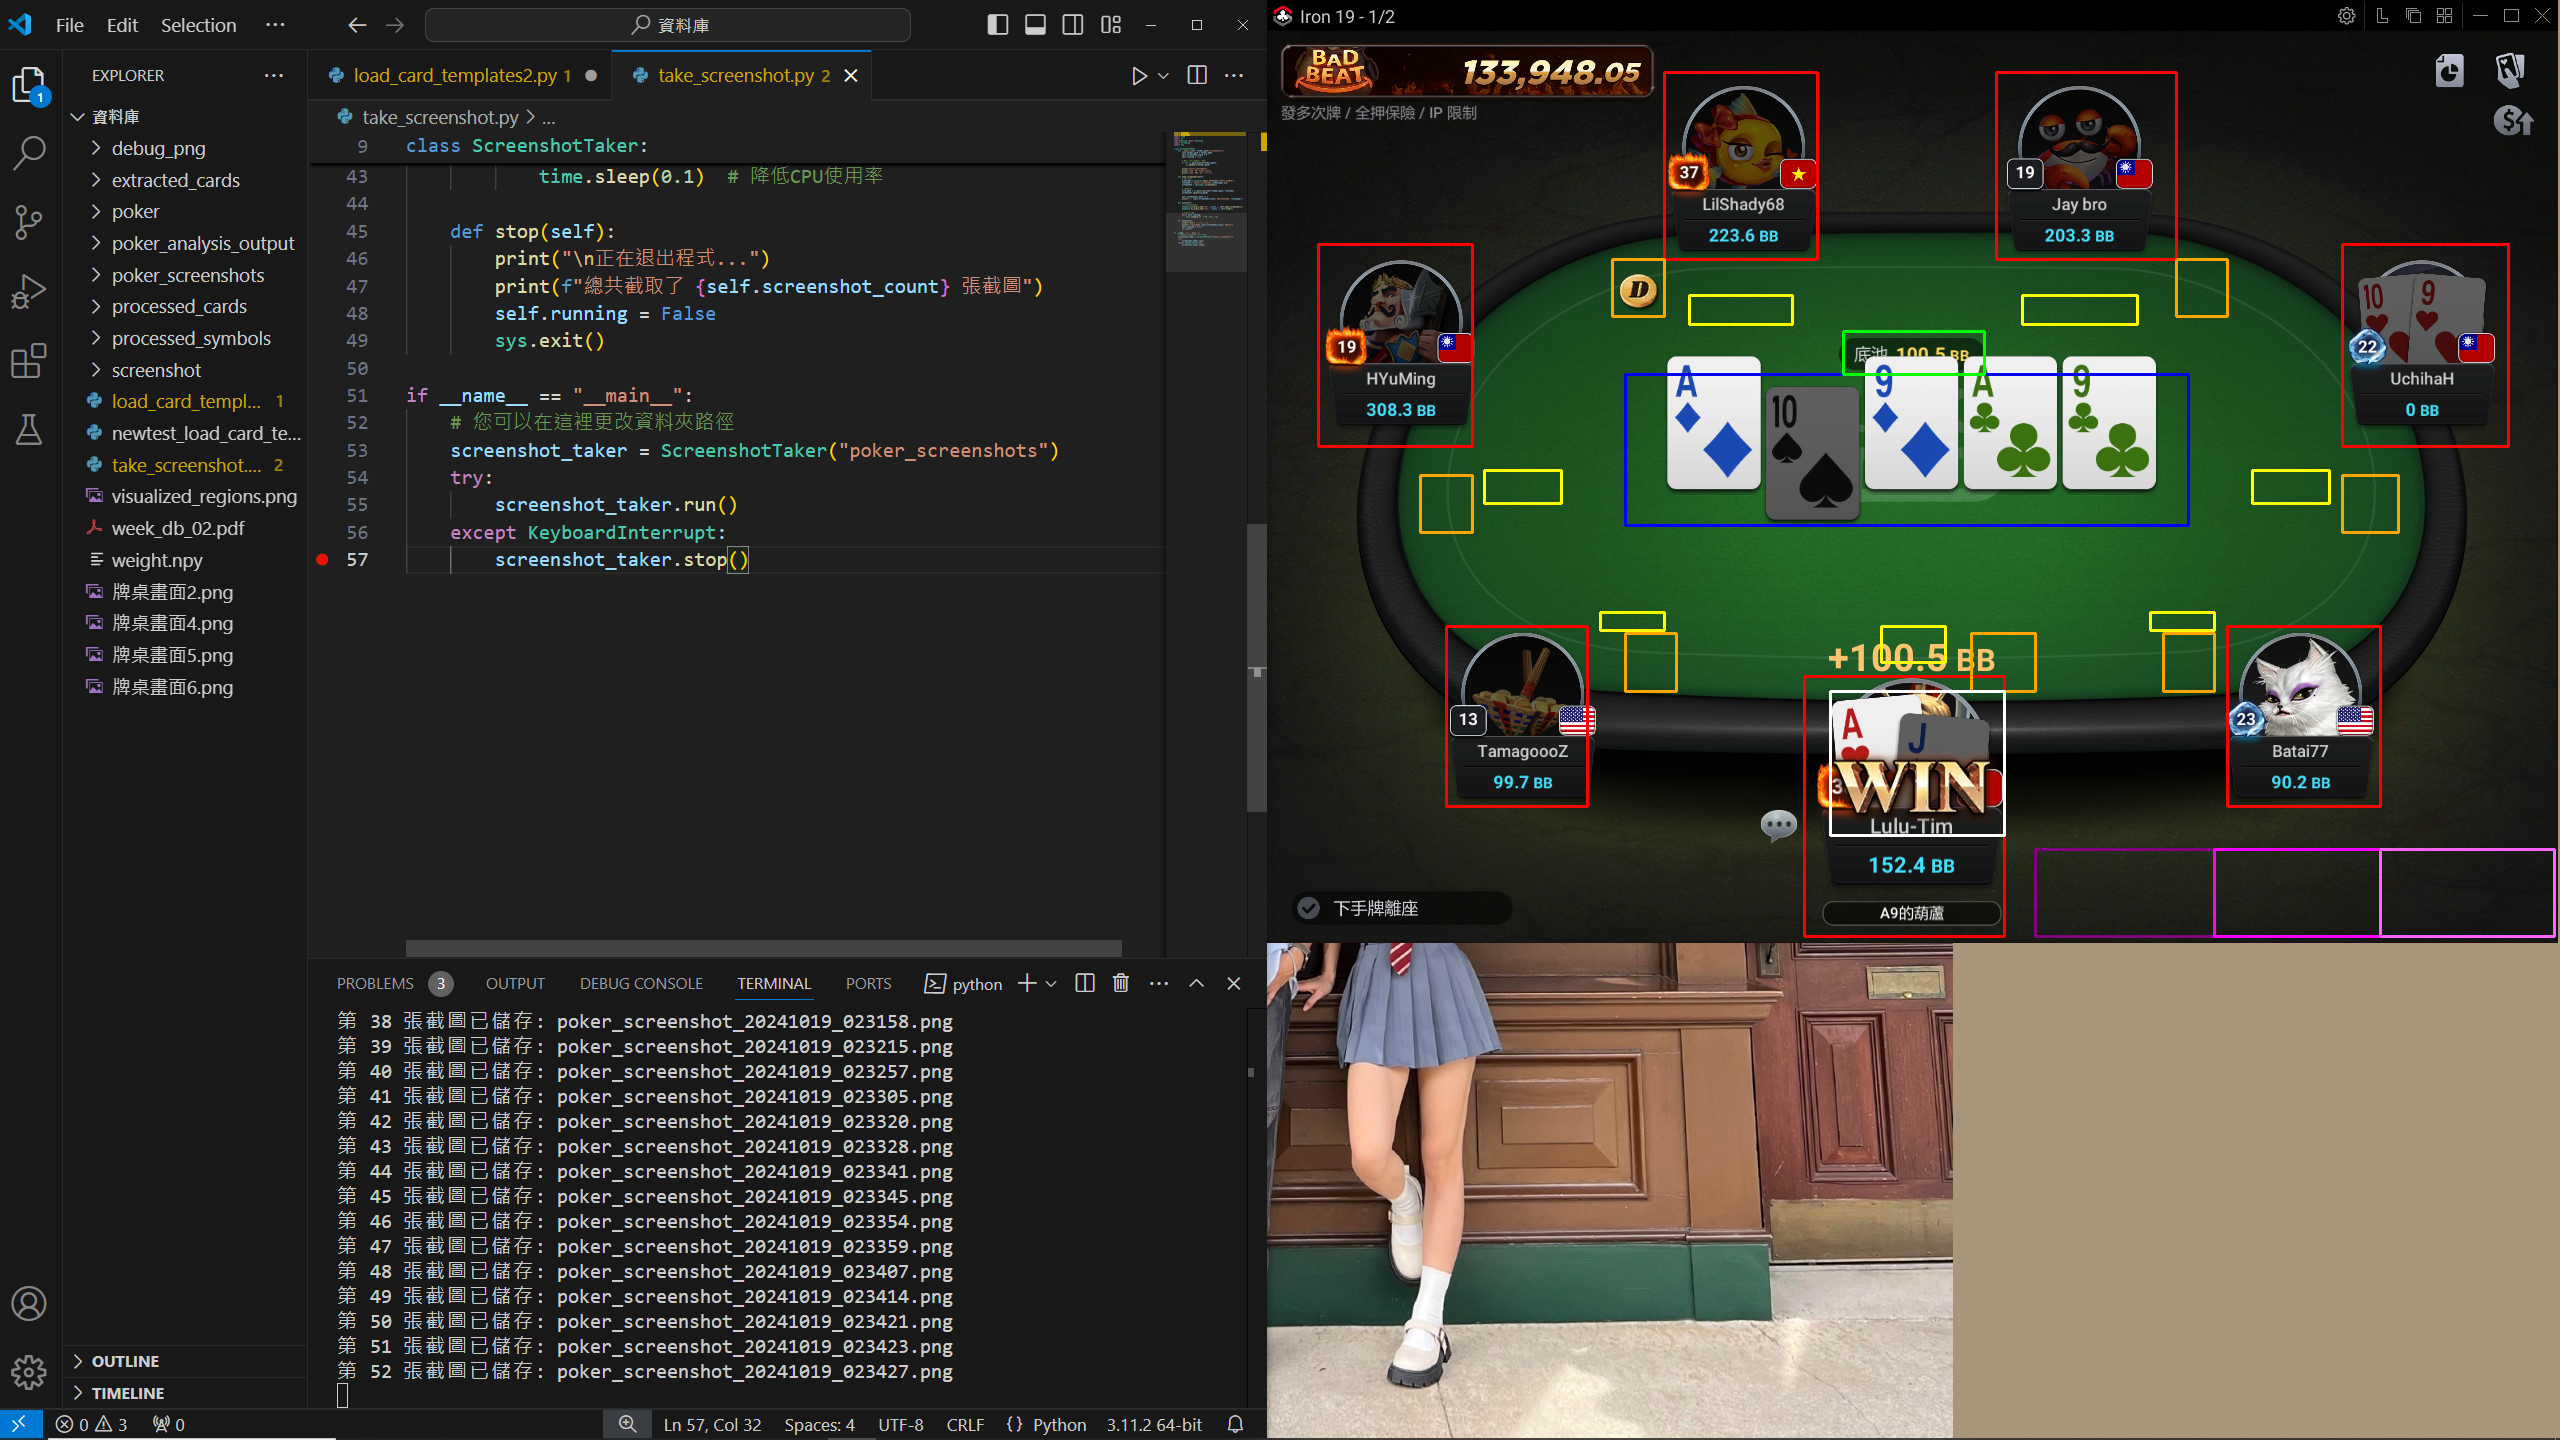 File Edit Selection ...
資料庫
EXPLORER
資料庫
debug_png
extracted_cards
poker
poker_analysis_output
poker_screenshots
processed_cards
processed_symbols
screenshot
load_card_templ... 1
newtest_load_card_te...
take_screenshot.... 2
visualized_regions.png
week_db_02.pdf
weight.npy
牌桌畫面2.png
牌桌畫面4.png
牌桌畫面5.png
牌桌畫面6.png
OUTLINE
TIMELINE
load_card_templates2.py 1
take_screenshot.py 2
take_screenshot.py > ...
9 class ScreenshotTaker:
43 time.sleep(0.1) # 降低CPU使用率
44
45 def stop(self):
46 print("\n正在退出程式...")
47 print(f"總共截取了 {self.screenshot_count} 張截圖")
48 self.running = False
49 sys.exit()
50
51 if __name__ == "__main__":
52 # 您可以在這裡更改資料夾路徑
53 screenshot_taker = ScreenshotTaker("poker_screenshots")
54 try:
55 screenshot_taker.run()
56 except KeyboardInterrupt:
57 screenshot_taker.stop()
PROBLEMS 3 OUTPUT DEBUG CONSOLE TERMINAL PORTS python
第 38 張截圖已儲存: poker_screenshot_20241019_023158.png
第 39 張截圖已儲存: poker_screenshot_20241019_023215.png
第 40 張截圖已儲存: poker_screenshot_20241019_023257.png
第 41 張截圖已儲存: poker_screenshot_20241019_023305.png
第 42 張截圖已儲存: poker_screenshot_20241019_023320.png
第 43 張截圖已儲存: poker_screenshot_20241019_023328.png
第 44 張截圖已儲存: poker_screenshot_20241019_023341.png
第 45 張截圖已儲存: poker_screenshot_20241019_023345.png
第 46 張截圖已儲存: poker_screenshot_20241019_023354.png
第 47 張截圖已儲存: poker_screenshot_20241019_023359.png
第 48 張截圖已儲存: poker_screenshot_20241019_023407.png
第 49 張截圖已儲存: poker_screenshot_20241019_023414.png
第 50 張截圖已儲存: poker_screenshot_20241019_023421.png
第 51 張截圖已儲存: poker_screenshot_20241019_023423.png
第 52 張截圖已儲存: poker_screenshot_20241019_023427.png
0 3 0
Ln 57, Col 32 Spaces: 4 UTF-8 CRLF {} Python 3.11.2 64-bit
Iron 19 - 1/2
BAD BEAT 133,948.05
發多次牌 / 全押保險 / IP 限制
37
LilShady68
223.6 BB
19
Jay bro
203.3 BB
19
HYuMing
308.3 BB
10 9
22
UchihaH
0 BB
D
底池 100.5 BB
A 10 9 A 9
+100.5 BB
13
TamagoooZ
99.7 BB
A J
WIN
Lulu-Tim
152.4 BB
A9的葫蘆
23
Batai77
90.2 BB
下手牌離座